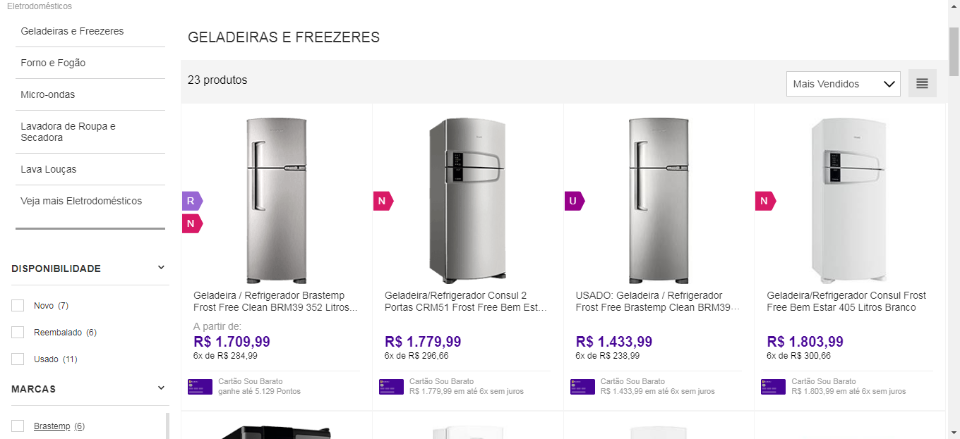 Eletrodomésticos
Geladeiras e Freezeres
Forno e Fogão
Micro-ondas
Lavadora de Roupa e
Secadora
Lava Louças
Veja mais Eletrodomésticos
DISPONIBILIDADE
Novo (7)
Reembalado (6)
Usado (11)
MARCAS
Brastemp (6)
GELADEIRAS E FREEZERES
23 produtos
Mais Vendidos
R
N
Geladeira / Refrigerador Brastemp
Frost Free Clean BRM39 352 Litros...
A partir de:
R$ 1.709,99
6x de R$ 284,99
Cartão Sou Barato
ganhe até 5.129 Pontos
N
Geladeira/Refrigerador Consul 2
Portas CRM51 Frost Free Bem Est...
R$ 1.779,99
6x de R$ 296,66
Cartão Sou Barato
R$ 1.779,99 em até 6x sem juros
U
USADO: Geladeira / Refrigerador
Frost Free Brastemp Clean BRM39...
R$ 1.433,99
6x de R$ 238,99
Cartão Sou Barato
R$ 1.433,99 em até 6x sem juros
N
Geladeira/Refrigerador Consul Frost
Free Bem Estar 405 Litros Branco
R$ 1.803,99
6x de R$ 300,66
Cartão Sou Barato
R$ 1.803,99 em até 6x sem juros